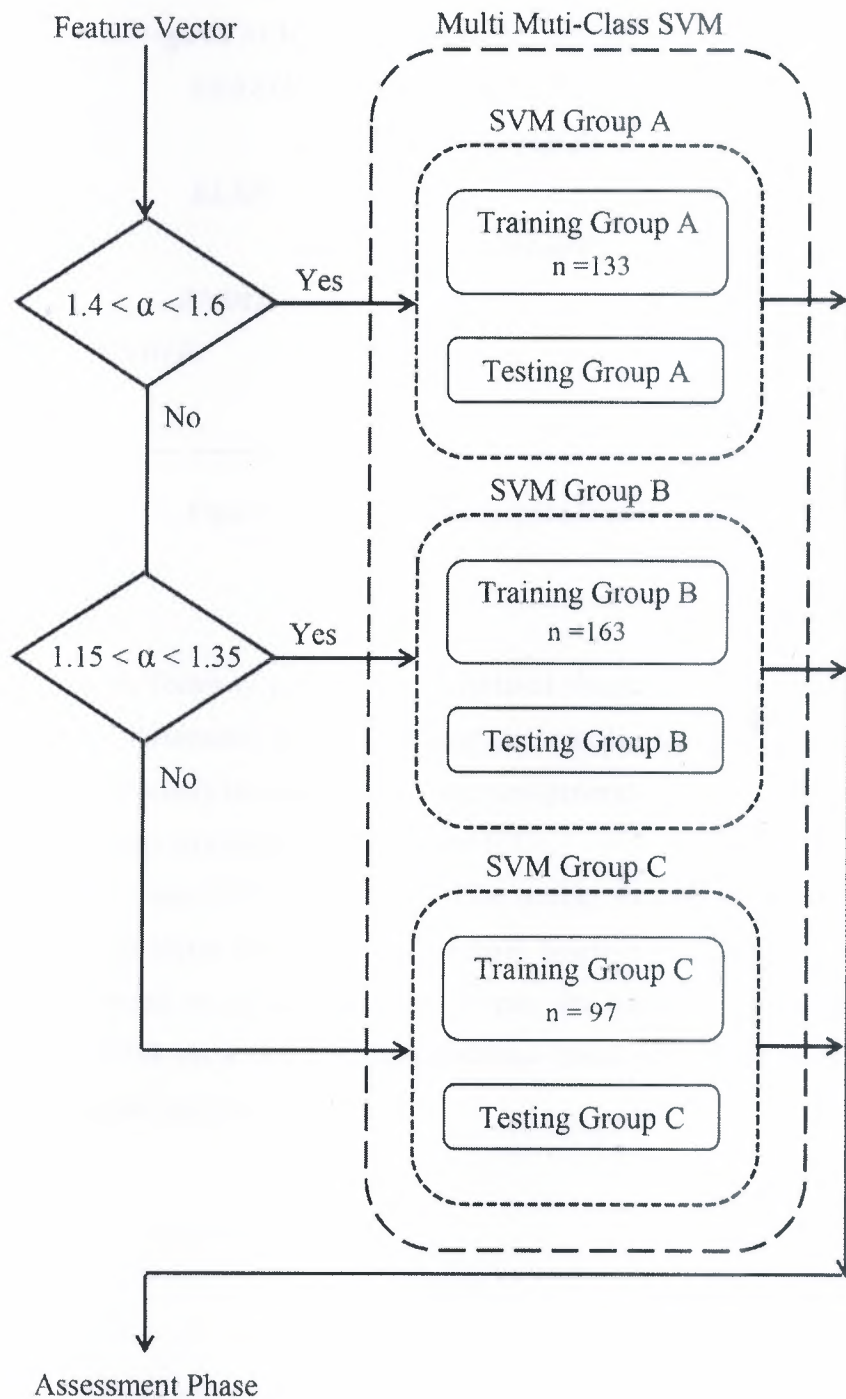 Feature Vector
Multi Muti-Class SVM
SVM Group A
Training Group A
n =133
Testing Group A
1.4 < α < 1.6
Yes
No
SVM Group B
Training Group B
n =163
Testing Group B
1.15 < α < 1.35
Yes
No
SVM Group C
Training Group C
n = 97
Testing Group C
Assessment Phase